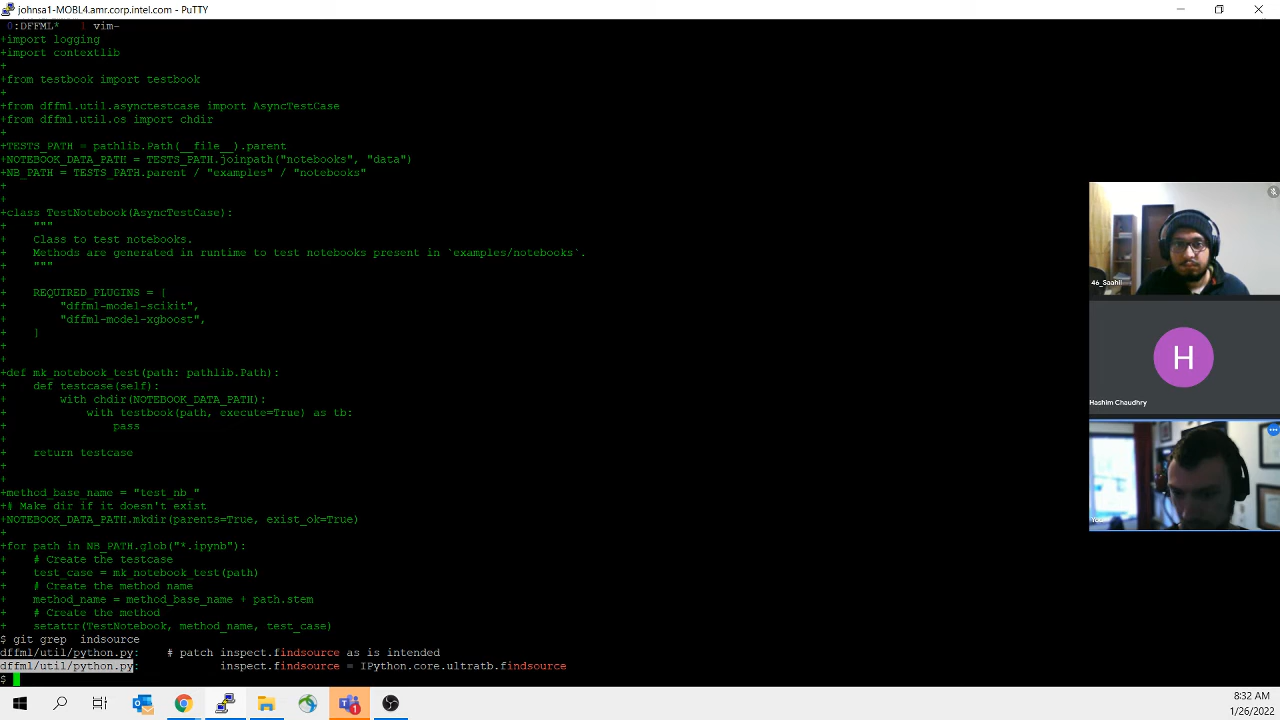 johnsa1-MOBL4.amr.corp.intel.com - PuTTY
0:DFFML* vim-
+import logging
+import contextlib
+
+from testbook import testbook
+
+from dffml.util.asynctestcase import AsyncTestCase
+from dffml.util.os import chdir
+
+TESTS_PATH = pathlib.Path(__file__).parent
+NOTEBOOK_DATA_PATH = TESTS_PATH.joinpath("notebooks", "data")
+NB_PATH = TESTS_PATH.parent / "examples" / "notebooks"
+
+
+class TestNotebook(AsyncTestCase):
+    """
+    Class to test notebooks.
+    Methods are generated in runtime to test notebooks present in `examples/notebooks`.
+    """
+
+    REQUIRED_PLUGINS = [
+        "dffml-model-scikit",
+        "dffml-model-xgboost",
+    ]
+
+
+def mk_notebook_test(path: pathlib.Path):
+    def testcase(self):
+        with chdir(NOTEBOOK_DATA_PATH):
+            with testbook(path, execute=True) as tb:
+                pass
+
+    return testcase
+
+
+method_base_name = "test_nb_"
+# Make dir if it doesn't exist
+NOTEBOOK_DATA_PATH.mkdir(parents=True, exist_ok=True)
+
+for path in NB_PATH.glob("*.ipynb"):
+    # Create the testcase
+    test_case = mk_notebook_test(path)
+    # Create the method name
+    method_name = method_base_name + path.stem
+    # Create the method
+    setattr(TestNotebook, method_name, test_case)
$ git grep  indsource
dffml/util/python.py:    # patch inspect.findsource as is intended
dffml/util/python.py:            inspect.findsource = IPython.core.ultratb.findsource
$
46_Saahil
H
Hashim Chaudhry
You
8:32 AM
1/26/2022